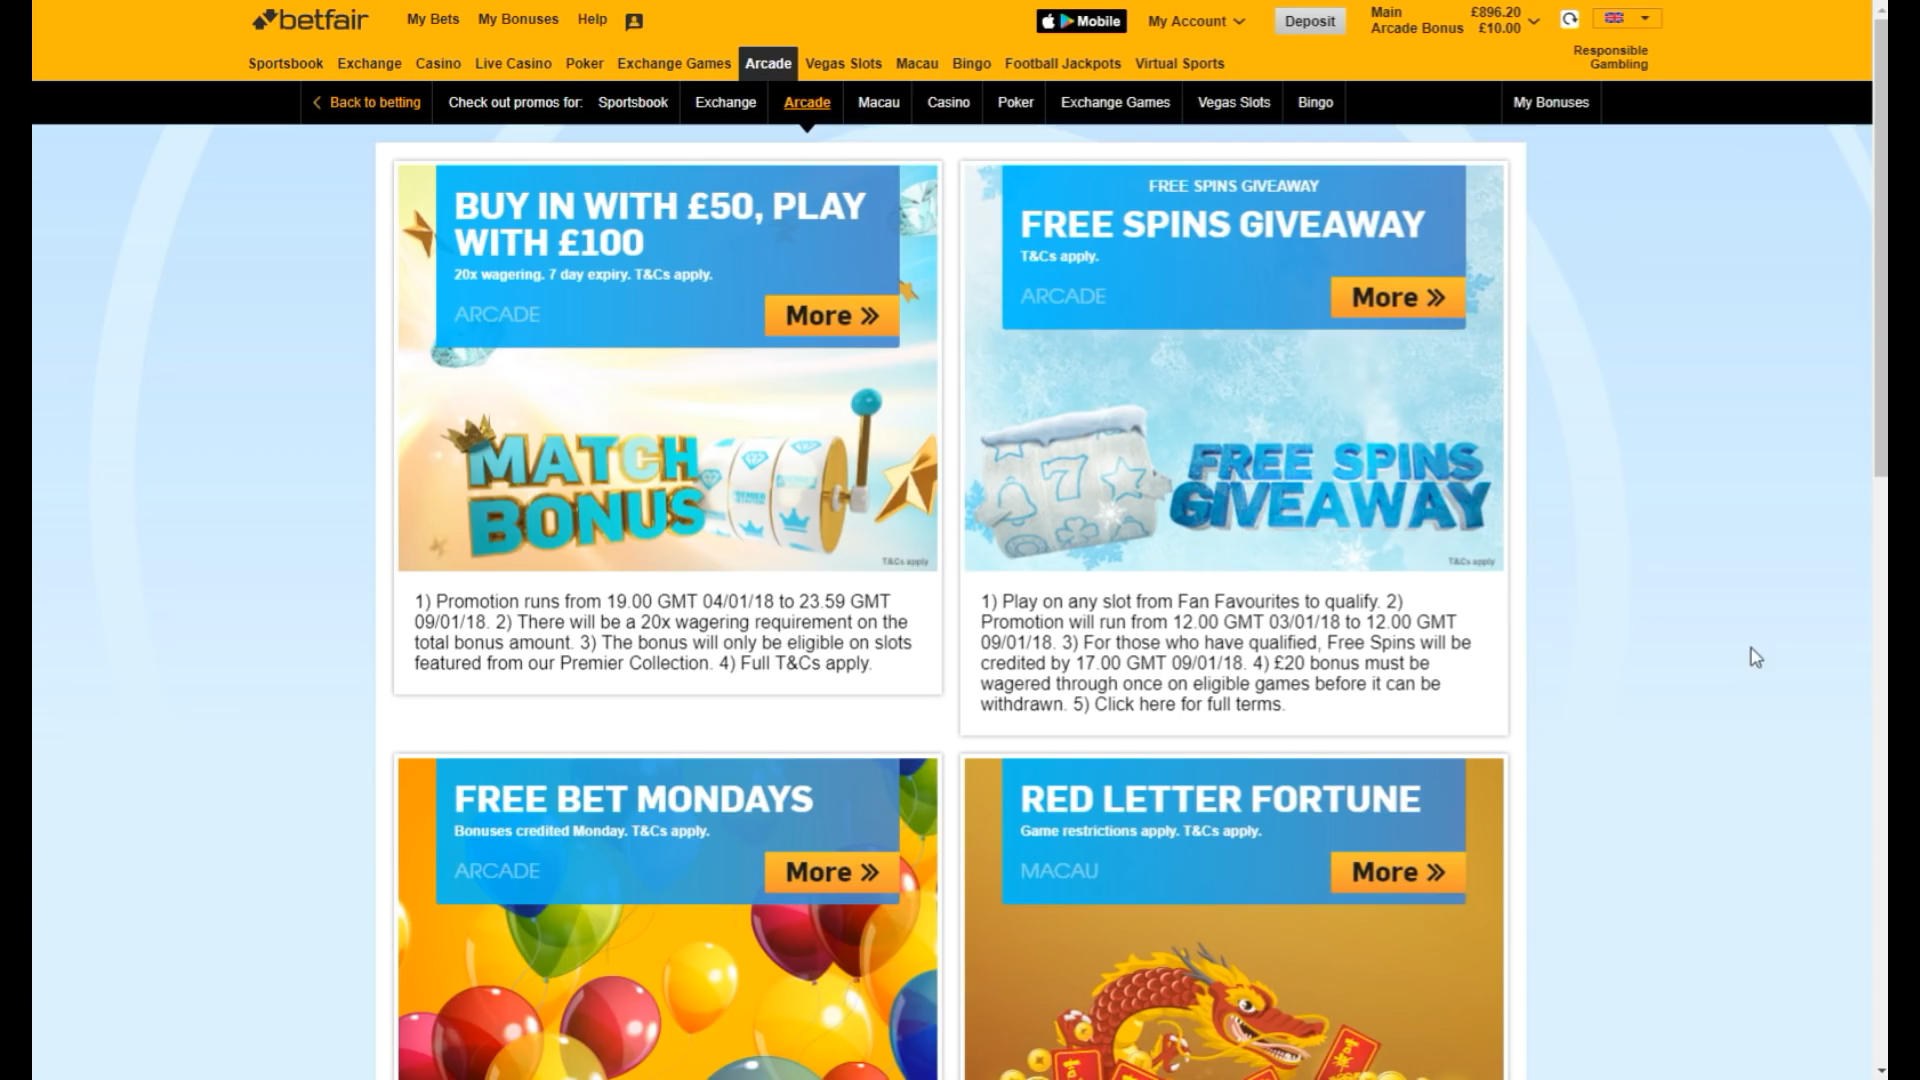 betfair
My Bets
My Bonuses
Help
Mobile
My Account
Deposit
Main £896.20
Arcade Bonus £10.00
Responsible
Gambling
Sportsbook
Exchange
Casino
Live Casino
Poker
Exchange Games
Arcade
Vegas Slots
Macau
Bingo
Football Jackpots
Virtual Sports
Back to betting
Check out promos for:
Sportsbook
Exchange
Arcade
Macau
Casino
Poker
Exchange Games
Vegas Slots
Bingo
My Bonuses
BUY IN WITH £50, PLAY
WITH £100
20x wagering. 7 day expiry. T&Cs apply.
ARCADE
More »
MATCH
BONUS
T&Cs apply
1) Promotion runs from 19.00 GMT 04/01/18 to 23.59 GMT
09/01/18. 2) There will be a 20x wagering requirement on the
total bonus amount. 3) The bonus will only be eligible on slots
featured from our Premier Collection. 4) Full T&Cs apply.
FREE SPINS GIVEAWAY
FREE SPINS GIVEAWAY
T&Cs apply.
ARCADE
More »
7
FREE SPINS
GIVEAWAY
T&Cs apply
1) Play on any slot from Fan Favourites to qualify. 2)
Promotion will run from 12.00 GMT 03/01/18 to 12.00 GMT
09/01/18. 3) For those who have qualified, Free Spins will be
credited by 17.00 GMT 09/01/18. 4) £20 bonus must be
wagered through once on eligible games before it can be
withdrawn. 5) Click here for full terms.
FREE BET MONDAYS
Bonuses credited Monday. T&Cs apply.
ARCADE
More »
RED LETTER FORTUNE
Game restrictions apply. T&Cs apply.
MACAU
More »